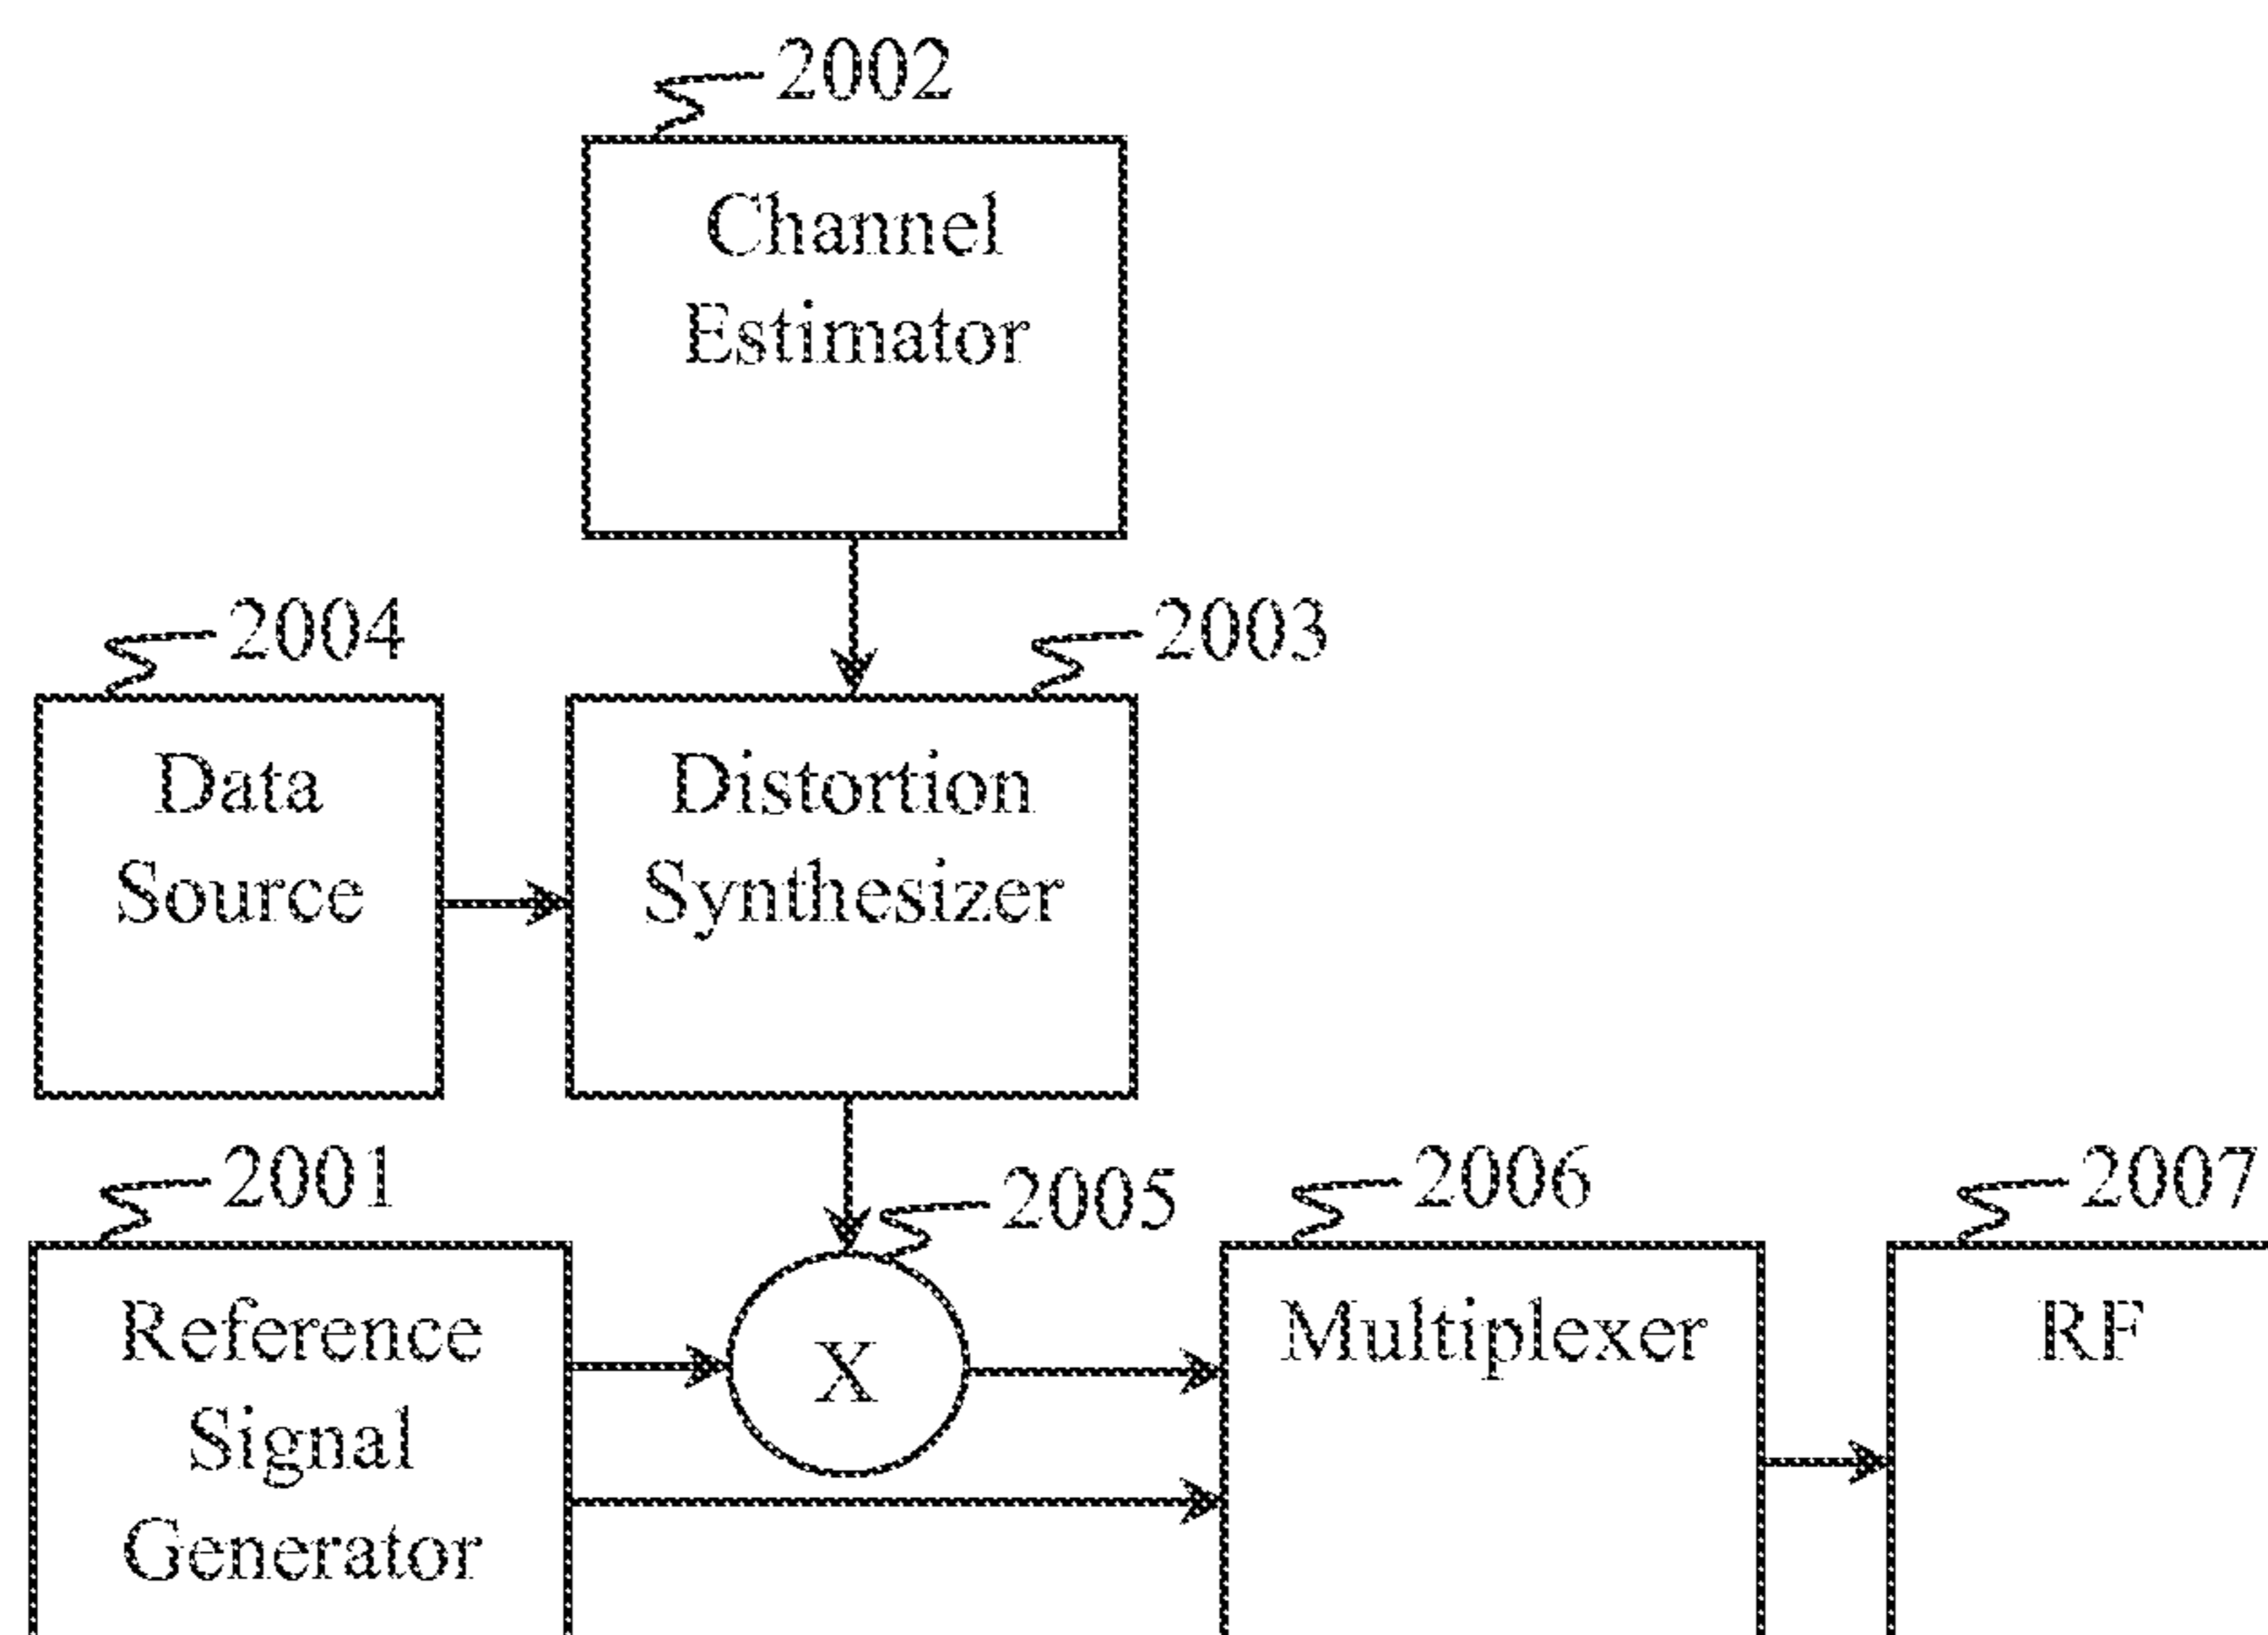 2002
Channel
Estimator
2004
2003
Data
Source
Distortion
Synthesizer
2001
2005
2006
2007
Reference
Signal
Generator
X
Multiplexer
RF